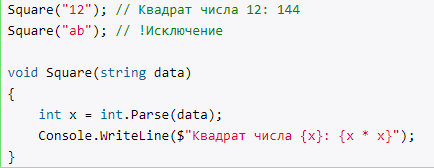 Square("12"); // Квадрат числа 12: 144
Square("ab"); // !Исключение
void Square(string data)
{
int x = int.Parse(data);
Console.WriteLine($"Квадрат числа {x}: {x * x}");
}